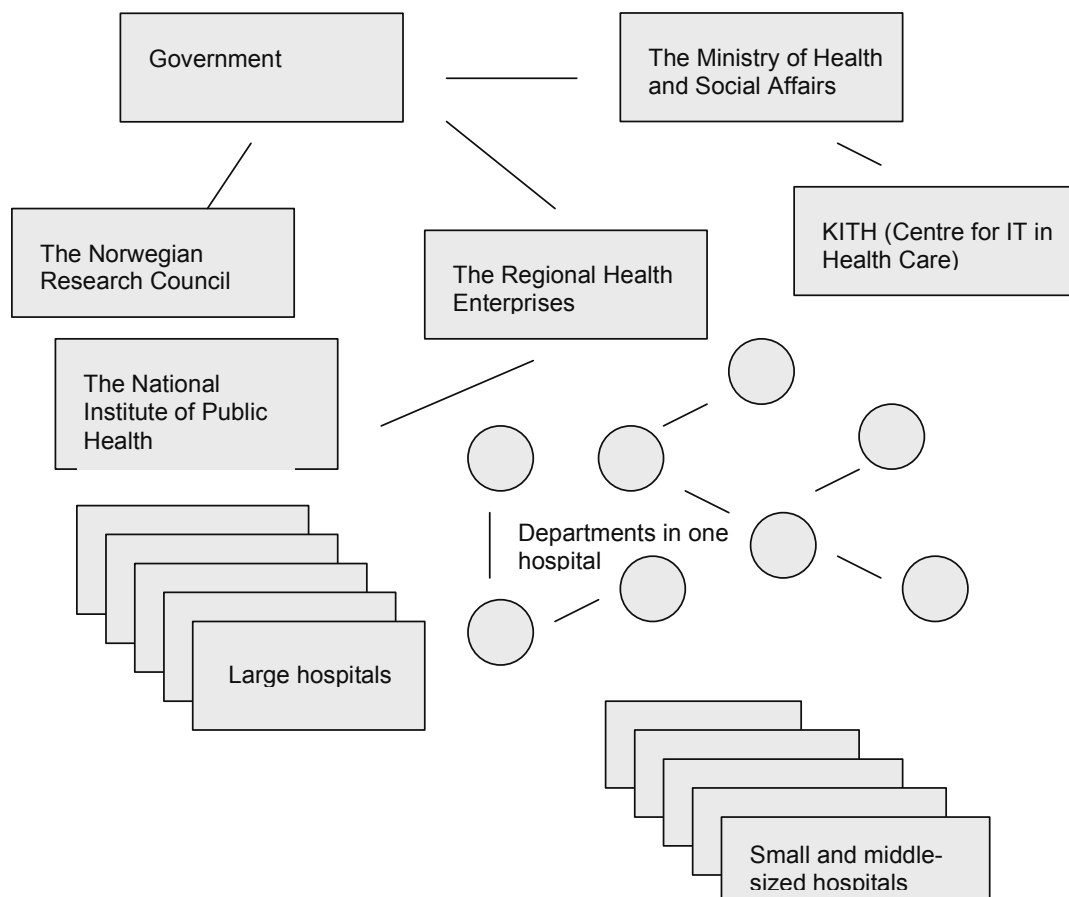 Government
The Ministry of Health
and Social Affairs
The Norwegian
Research Council
The Regional Health
Enterprises
KITH (Centre for IT in
Health Care)
The National
Institute of Public
Health
Departments in one
hospital
Large hospitals
Small and middle-
sized hospitals